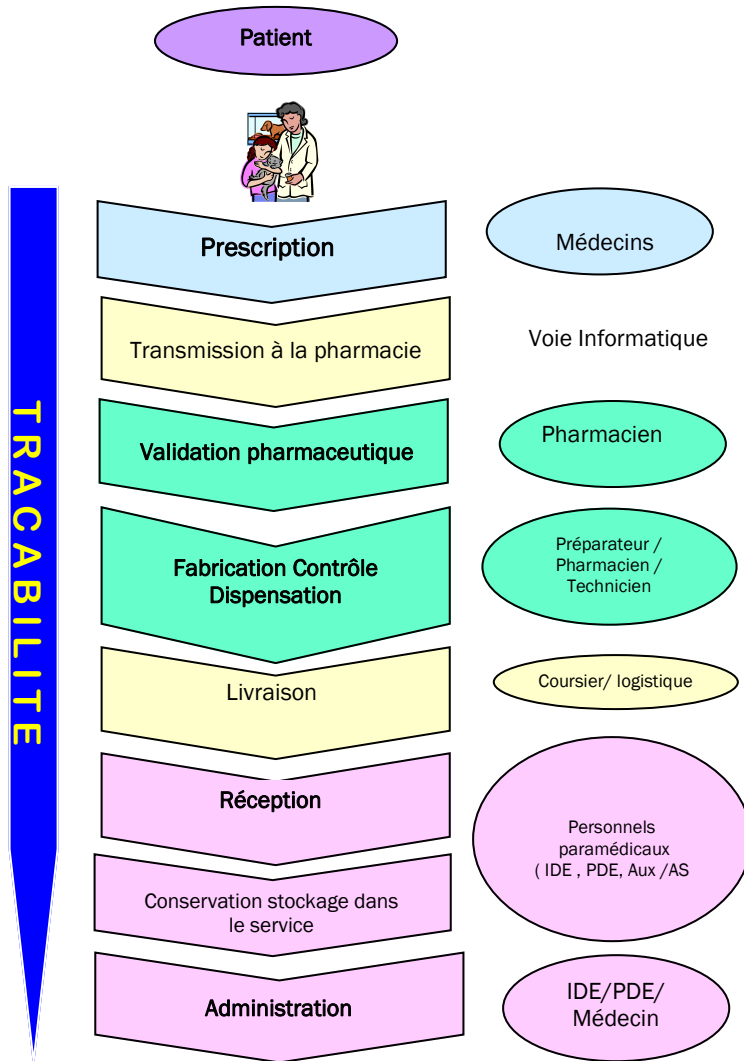 Patient
Prescription
Médecins
Transmission à la pharmacie
Voie Informatique
Validation pharmaceutique
Pharmacien
Fabrication Contrôle
Dispensation
Préparateur /
Pharmacien /
Technicien
Livraison
Coursier/ logistique
Réception
Personnels
paramédicaux
( IDE , PDE, Aux /AS
Conservation stockage dans
le service
Administration
IDE/PDE/
Médecin
TRACABILITE